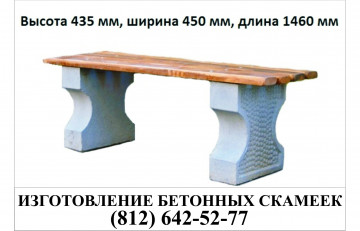 Высота 435 мм, ширина 450 мм, длина 1460 мм
ИЗГОТОВЛЕНИЕ БЕТОННЫХ СКАМЕЕК
(812) 642-52-77